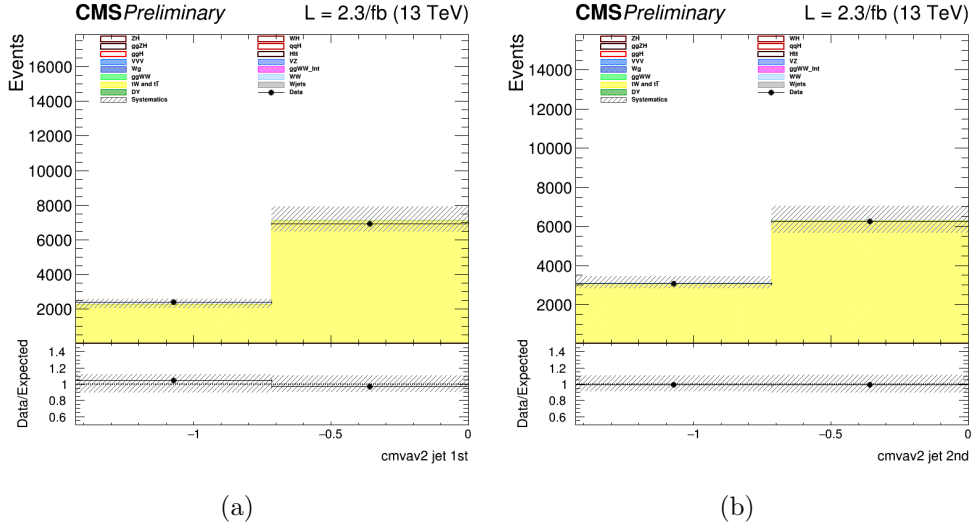 CMS Preliminary L = 2.3/fb (13 TeV)
Events
ZH WH
ggZH qqH
ggH Htt
VVV VZ
Wg ggWW_Int
ggWW WW
tW and tt̅ Wjets
DY Data
Systematics
16000
14000
12000
10000
8000
6000
4000
2000
Data/Expected
1.4
1.2
1
0.8
0.6
−1 −0.5 0
cmvav2 jet 1st
(a)
CMS Preliminary L = 2.3/fb (13 TeV)
Events
ZH WH
ggZH qqH
ggH Htt
VVV VZ
Wg ggWW_Int
ggWW WW
tW and tt̅ Wjets
DY Data
Systematics
14000
12000
10000
8000
6000
4000
2000
Data/Expected
1.4
1.2
1
0.8
0.6
−1 −0.5 0
cmvav2 jet 2nd
(b)